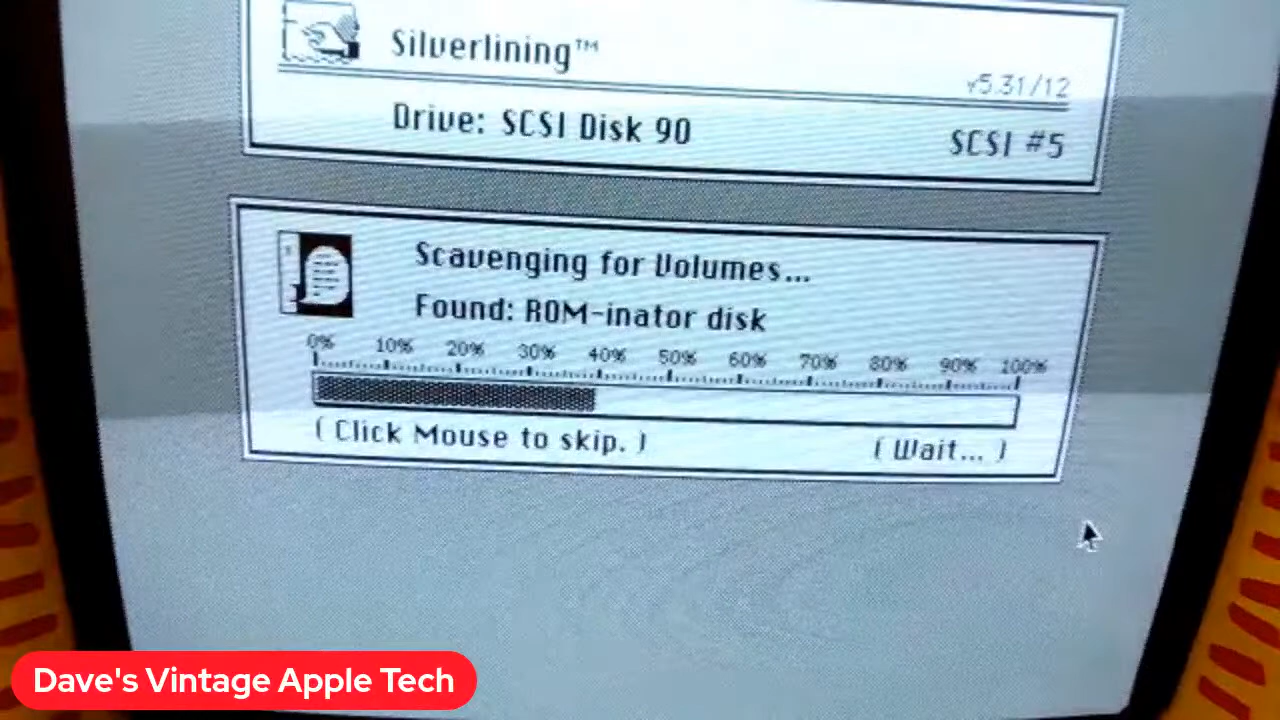 Silverlining™
v5.31/12
Drive: SCSI Disk 90
SCSI #5
Scavenging for Volumes...
Found: ROM-inator disk
0% 10% 20% 30% 40% 50% 60% 70% 80% 90% 100%
( Click Mouse to skip. )
( Wait... )
Dave's Vintage Apple Tech